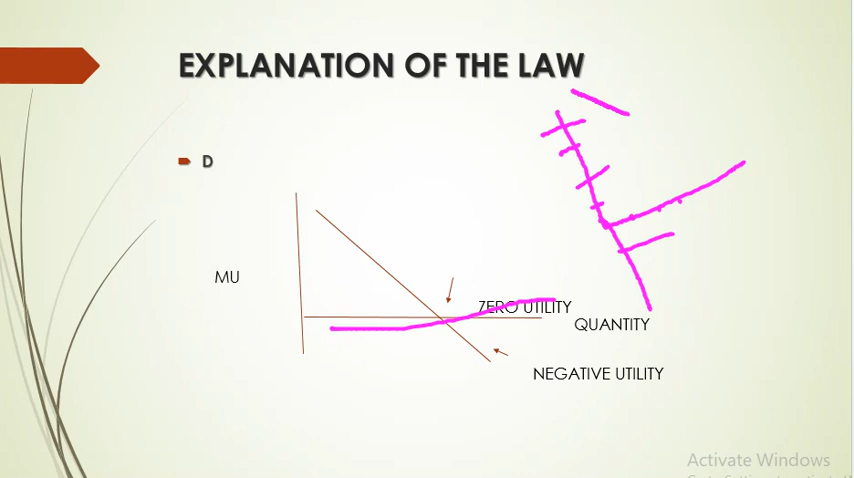 EXPLANATION OF THE LAW
D
MU
ZERO UTILITY
QUANTITY
NEGATIVE UTILITY
Activate Windows